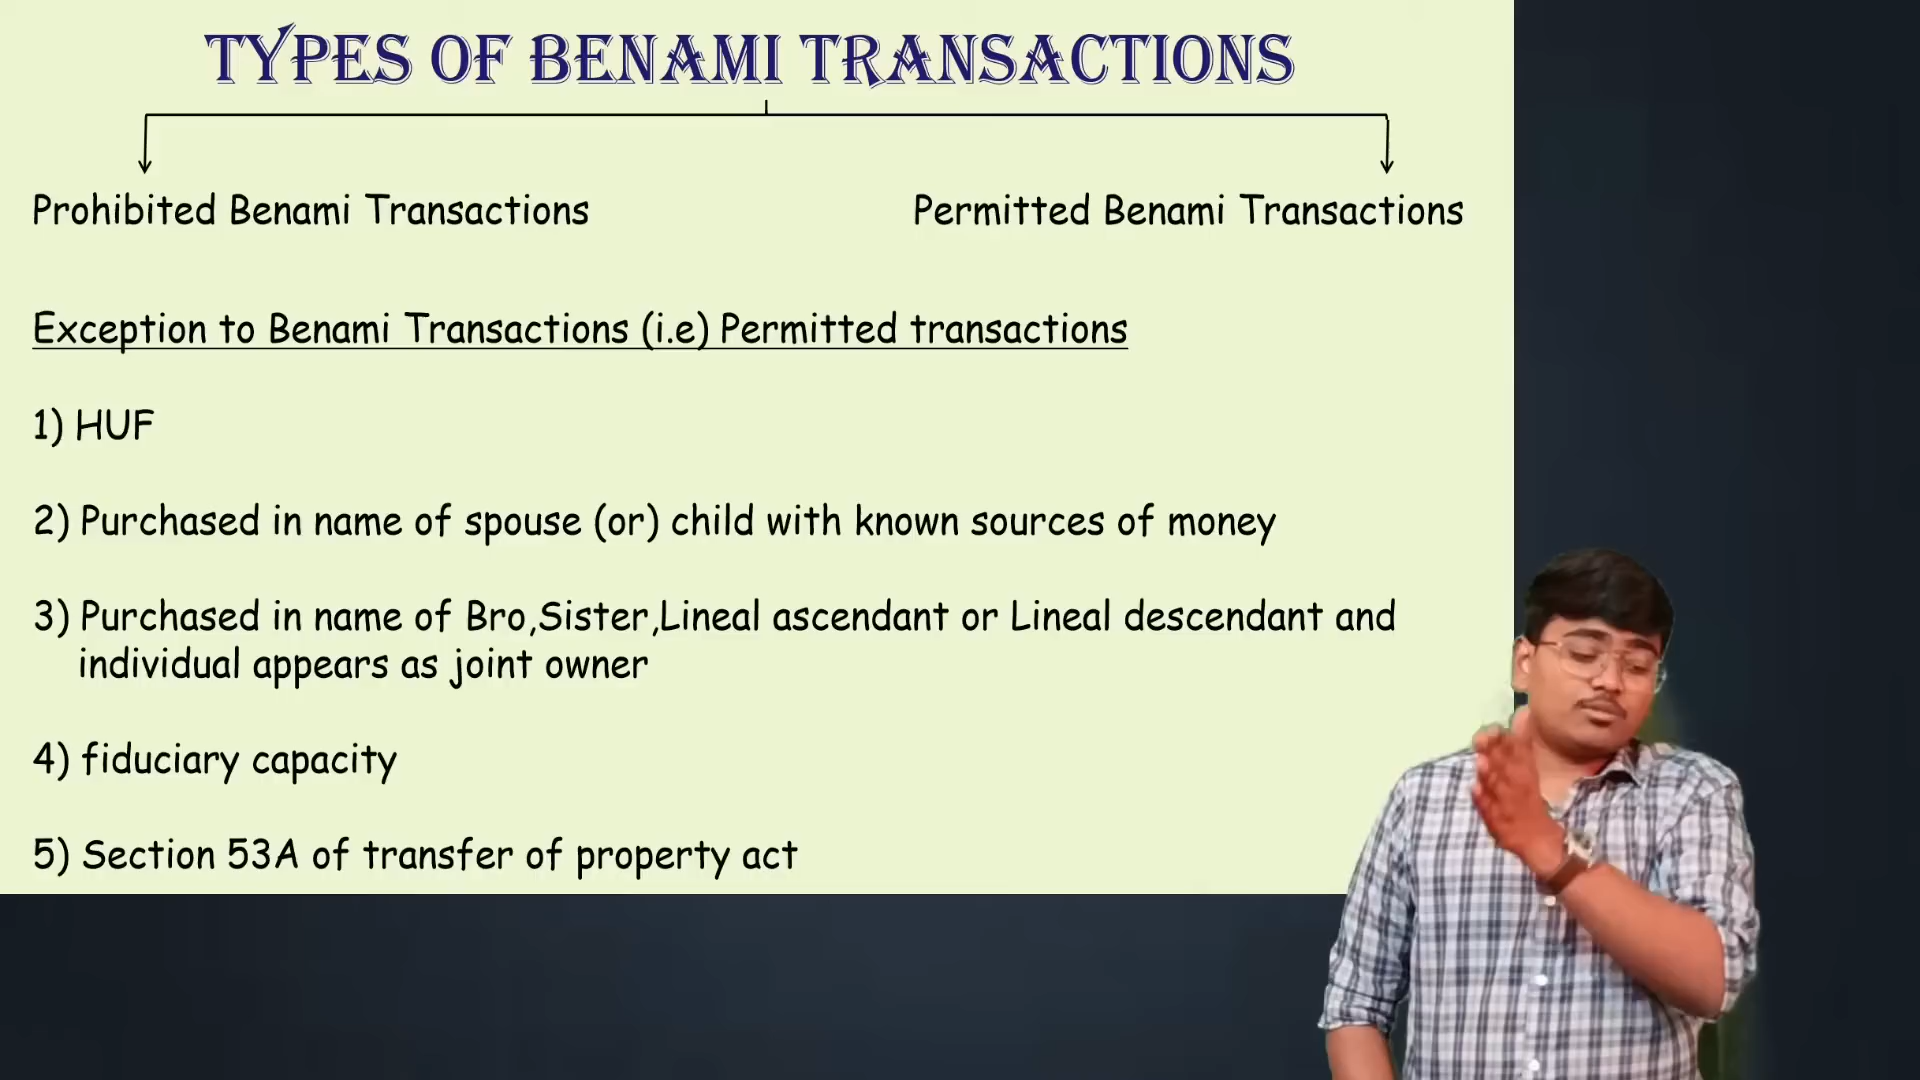 TYPES OF BENAMI TRANSACTIONS
Prohibited Benami Transactions
Permitted Benami Transactions
Exception to Benami Transactions (i.e) Permitted transactions
1) HUF
2) Purchased in name of spouse (or) child with known sources of money
3) Purchased in name of Bro,Sister,Lineal ascendant or Lineal descendant and
individual appears as joint owner
4) fiduciary capacity
5) Section 53A of transfer of property act